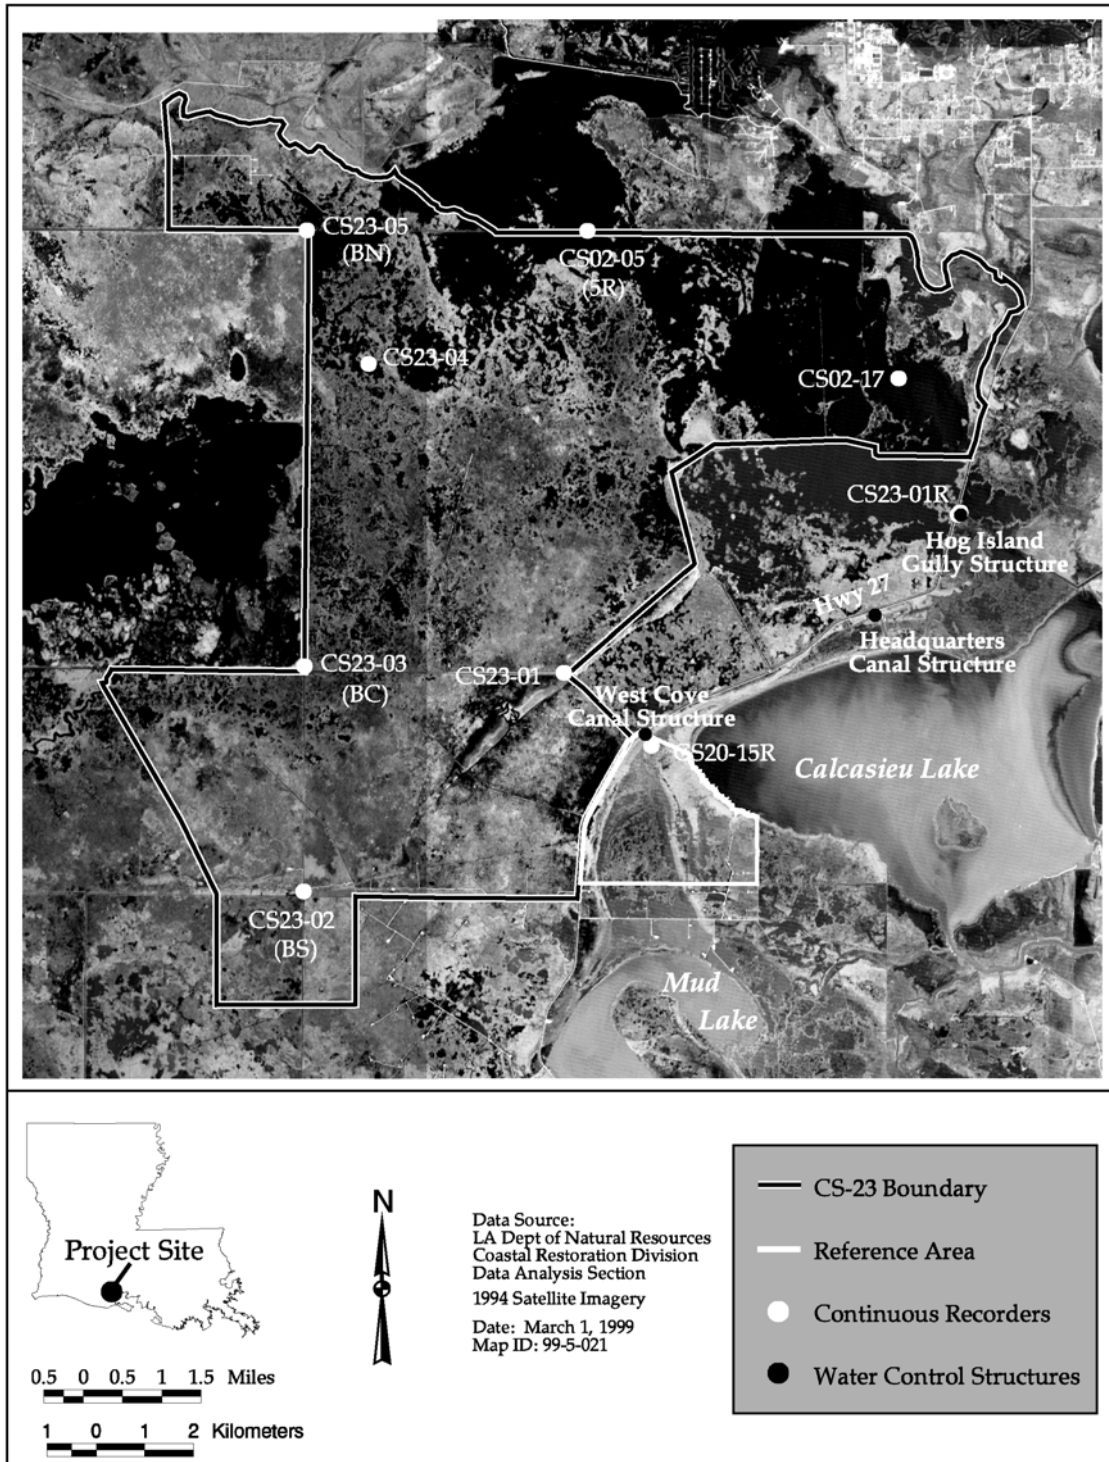 CS23-05
(BN)
CS02-05
(5R)
CS23-04
CS02-17
CS23-01R
Hog Island
Gully Structure
Hwy 27
Headquarters
Canal Structure
CS23-03
(BC)
CS23-01
West Cove
Canal Structure
CS20-15R
Calcasieu Lake
CS23-02
(BS)
Mud
Lake
Project Site
N
Data Source:
LA Dept of Natural Resources
Coastal Restoration Division
Data Analysis Section
1994 Satellite Imagery
Date: March 1, 1999
Map ID: 99-5-021
0.5 0 0.5 1 1.5 Miles
1 0 1 2 Kilometers
CS-23 Boundary
Reference Area
Continuous Recorders
Water Control Structures